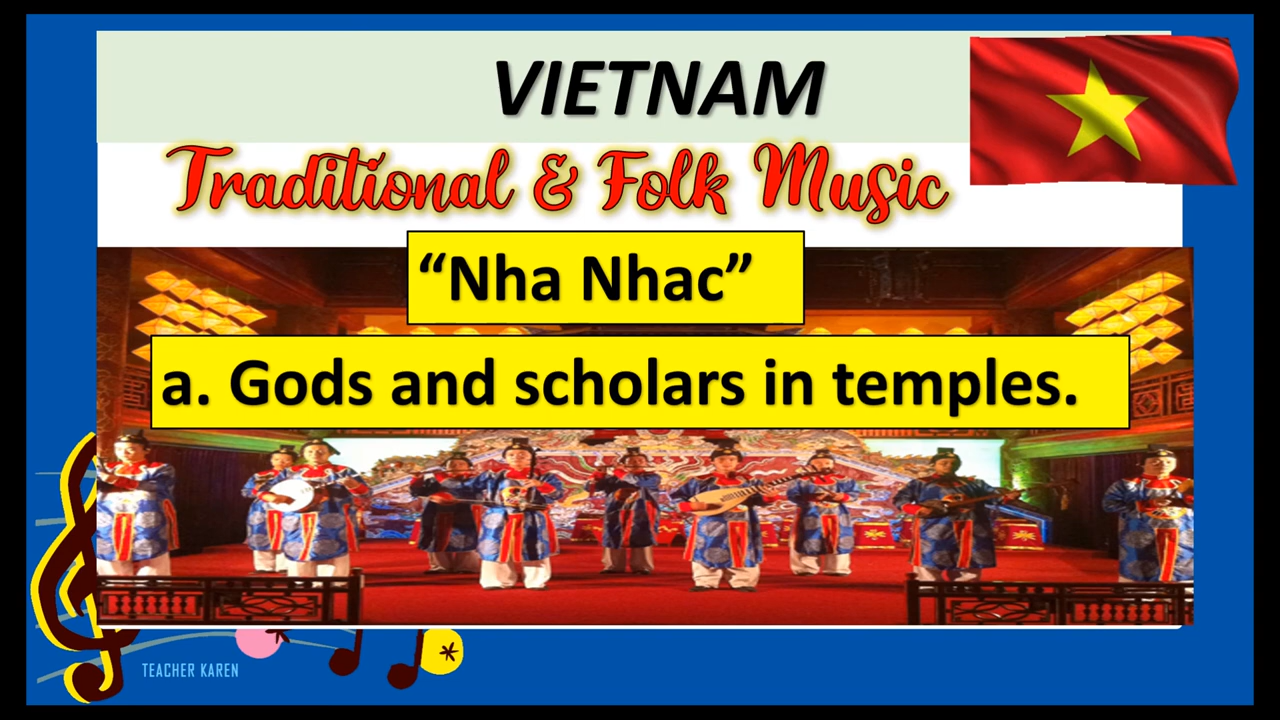 VIETNAM
Traditional & Folk Music
“Nha Nhac”
a. Gods and scholars in temples.
TEACHER KAREN